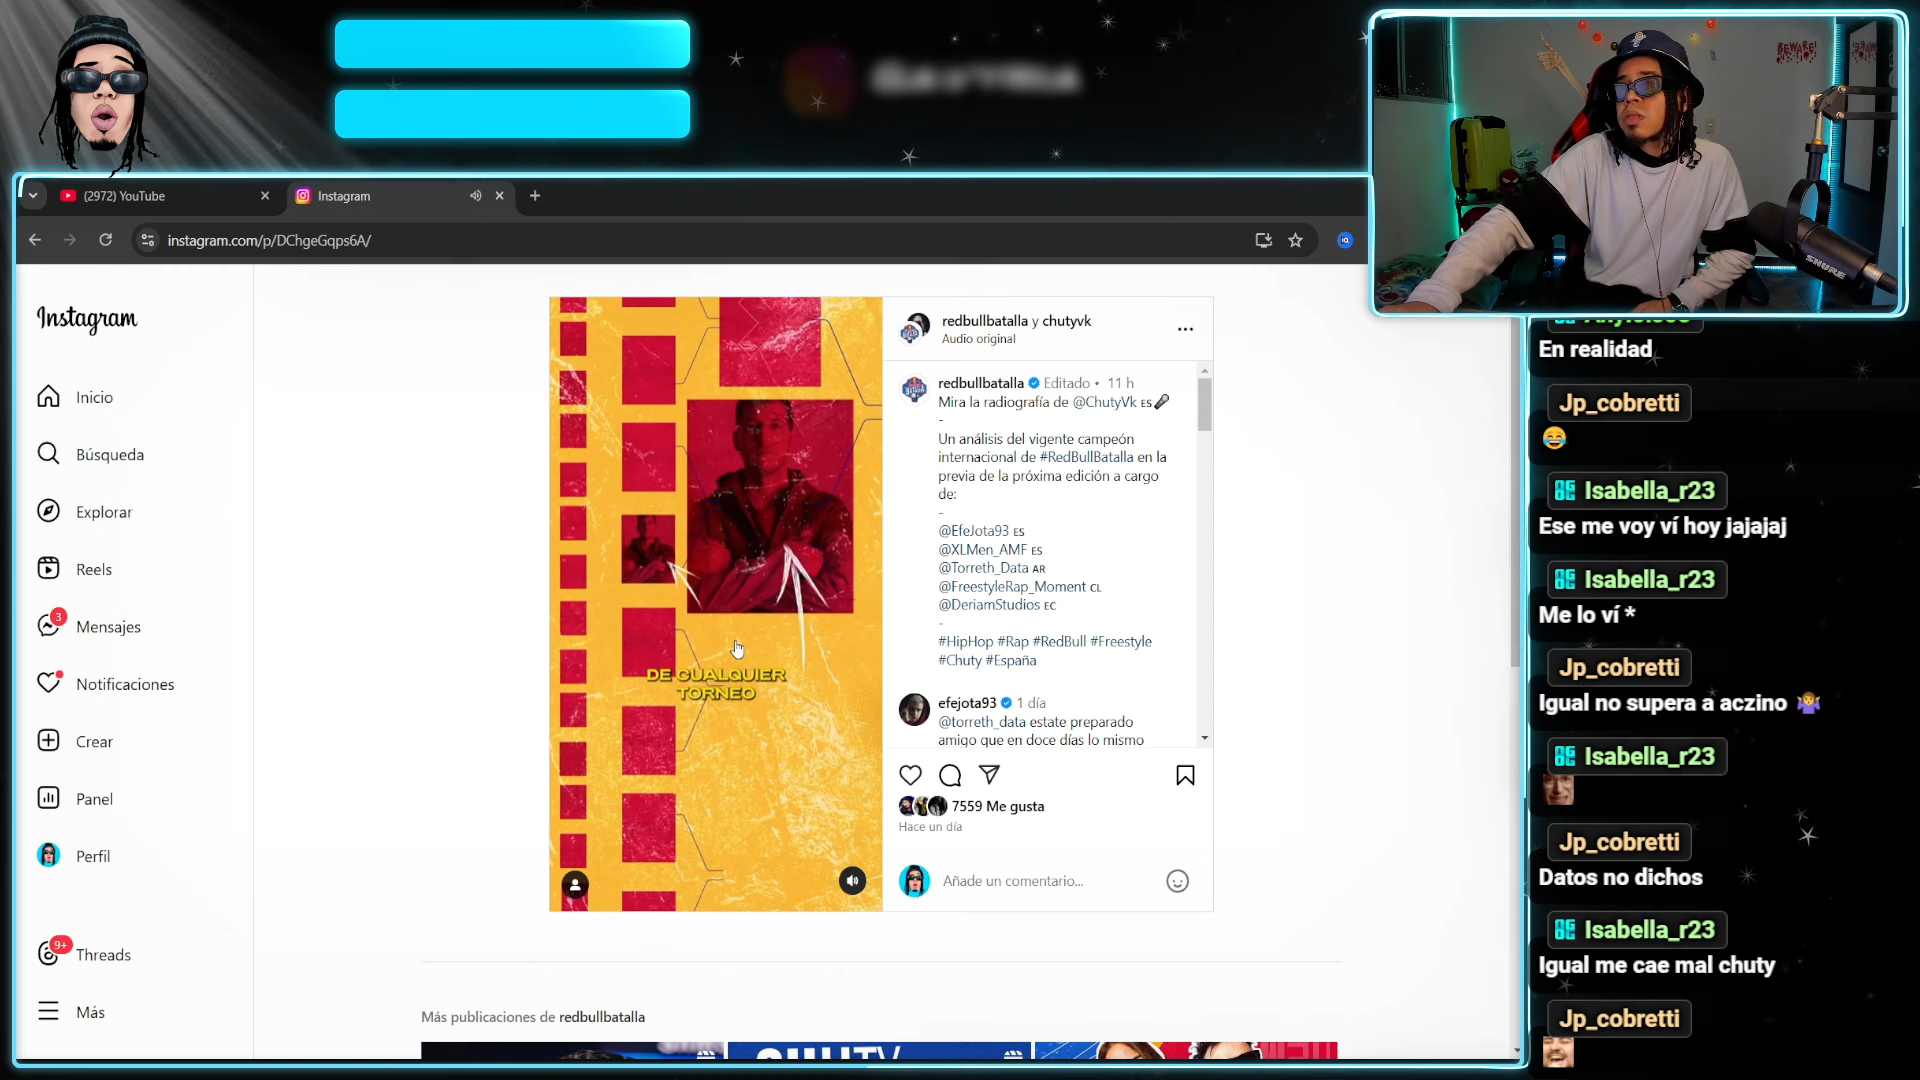 (2972) YouTube
Instagram
instagram.com/p/DChgeGqps6A/
Instagram
Inicio
Búsqueda
Explorar
Reels
3
Mensajes
Notificaciones
Crear
Panel
Perfil
9+
Threads
Más
DE CUALQUIER
TORNEO
redbullbatalla y chutyvk
Audio original
redbullbatalla Editado • 11 h
Mira la radiografía de @ChutyVk ES
-
Un análisis del vigente campeón
internacional de #RedBullBatalla en la
previa de la próxima edición a cargo
de:
-
@EfeJota93 ES
@XLMen_AMF ES
@Torreth_Data AR
@FreestyleRap_Moment CL
@DeriamStudios EC
-
#HipHop #Rap #RedBull #Freestyle
#Chuty #España
efejota93 1 día
@torreth_data estate preparado
amigo que en doce días lo mismo
7559 Me gusta
Hace un día
Añade un comentario...
Más publicaciones de redbullbatalla
BEWARE!
SHURE
En realidad
Jp_cobretti
Isabella_r23
Ese me voy ví hoy jajajaj
Isabella_r23
Me lo ví *
Jp_cobretti
Igual no supera a aczino
Isabella_r23
Jp_cobretti
Datos no dichos
Isabella_r23
Igual me cae mal chuty
Jp_cobretti